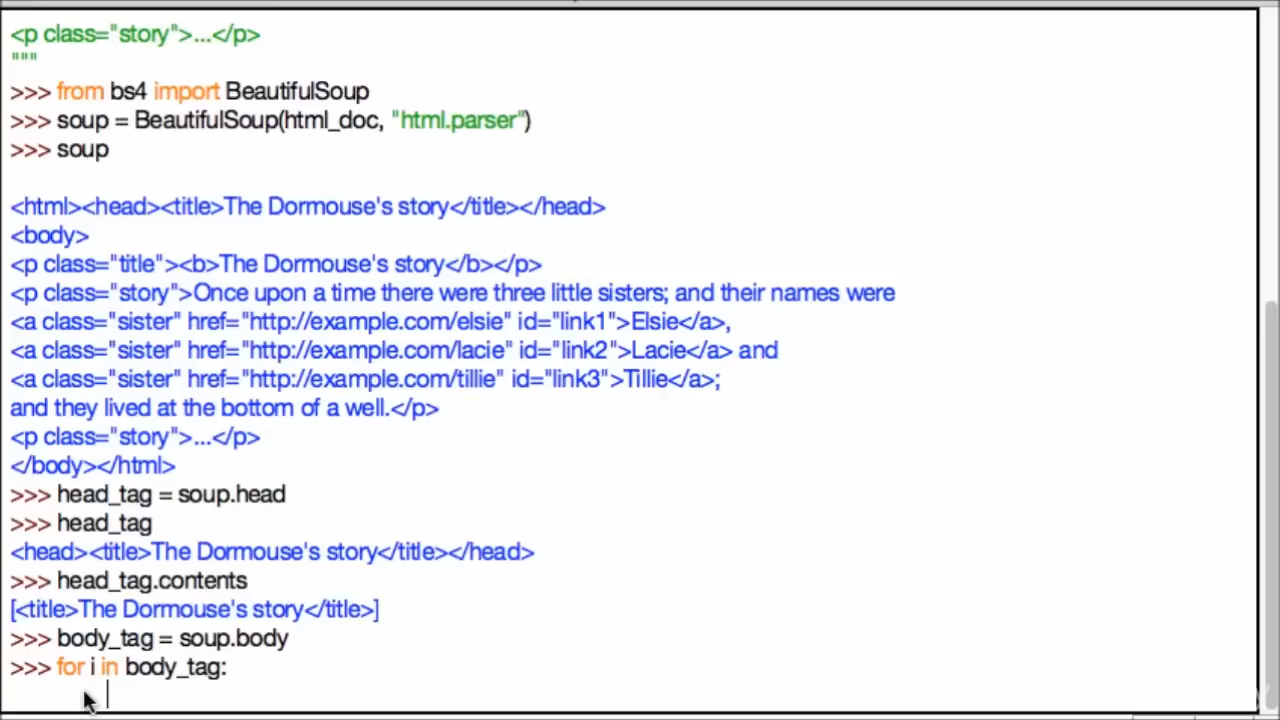 <p class="story">...</p>
"""
>>> from bs4 import BeautifulSoup
>>> soup = BeautifulSoup(html_doc, "html.parser")
>>> soup
<html><head><title>The Dormouse's story</title></head>
<body>
<p class="title"><b>The Dormouse's story</b></p>
<p class="story">Once upon a time there were three little sisters; and their names were
<a class="sister" href="http://example.com/elsie" id="link1">Elsie</a>,
<a class="sister" href="http://example.com/lacie" id="link2">Lacie</a> and
<a class="sister" href="http://example.com/tillie" id="link3">Tillie</a>;
and they lived at the bottom of a well.</p>
<p class="story">...</p>
</body></html>
>>> head_tag = soup.head
>>> head_tag
<head><title>The Dormouse's story</title></head>
>>> head_tag.contents
[<title>The Dormouse's story</title>]
>>> body_tag = soup.body
>>> for i in body_tag: